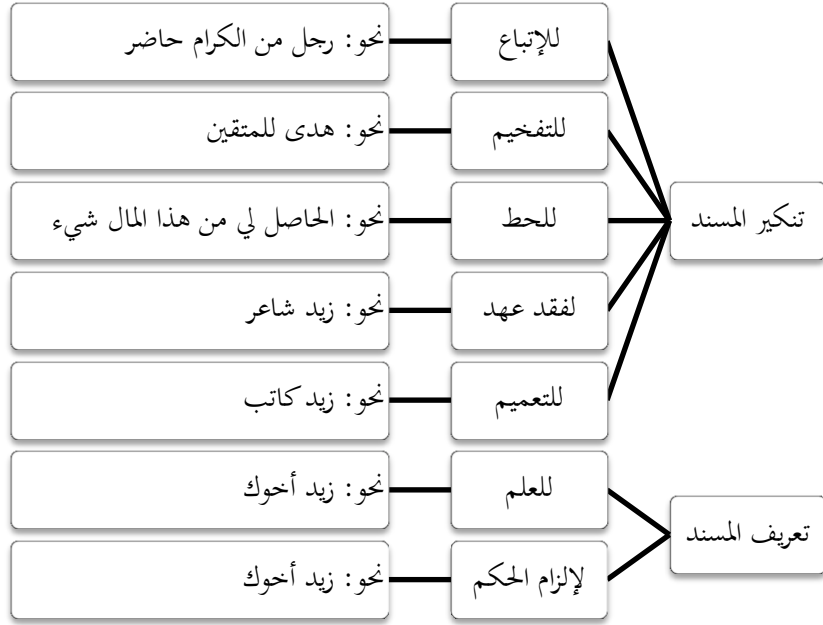 تنكير المسند
للإتباع
نحو: رجل من الكرام حاضر
للتفخيم
نحو: هدى للمتقين
للحط
نحو: الحاصل لي من هذا المال شيء
لفقد عهد
نحو: زيد شاعر
للتعميم
نحو: زيد كاتب
تعريف المسند
للعلم
نحو: زيد أخوك
لإلزام الحكم
نحو: زيد أخوك